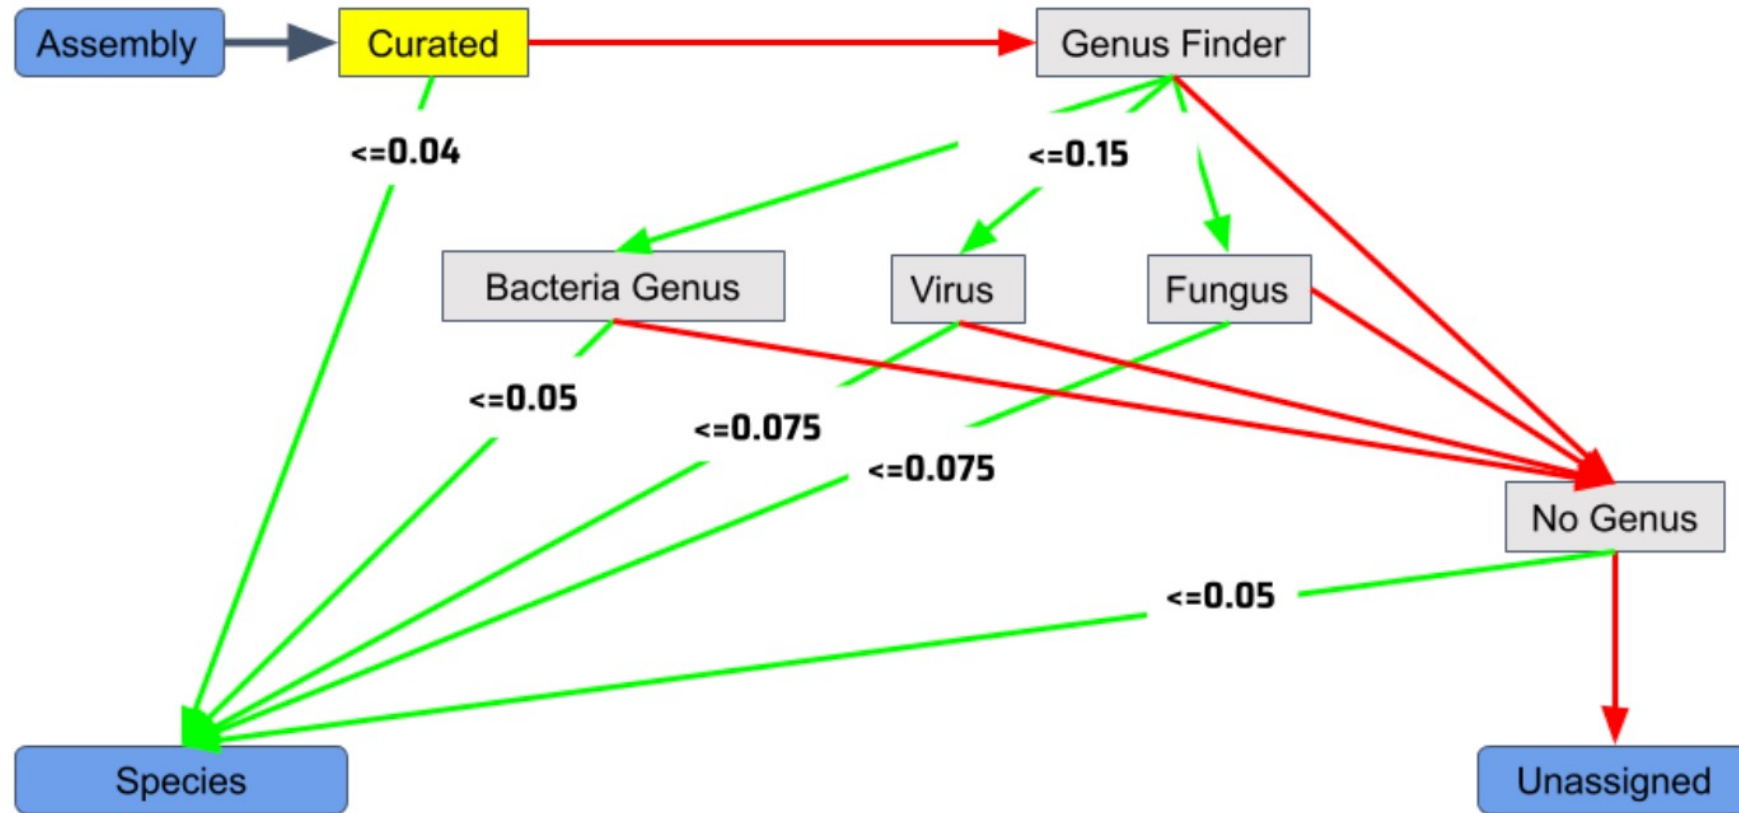 Assembly
Curated
Genus Finder
<=0.04
<=0.15
Bacteria Genus
Virus
Fungus
<=0.05
<=0.075
<=0.075
No Genus
<=0.05
Species
Unassigned